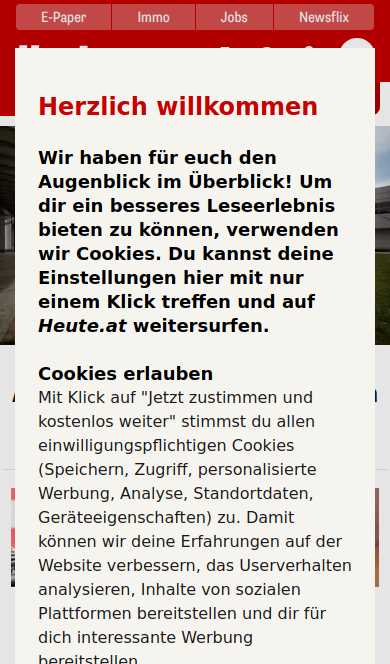 E-Paper
Immo
Jobs
Newsflix
Herzlich willkommen
Wir haben für euch den
Augenblick im Überblick! Um
dir ein besseres Leseerlebnis
bieten zu können, verwenden
wir Cookies. Du kannst deine
Einstellungen hier mit nur
einem Klick treffen und auf
Heute.at weitersurfen.
Cookies erlauben
Mit Klick auf "Jetzt zustimmen und
kostenlos weiter" stimmst du allen
einwilligungspflichtigen Cookies
(Speichern, Zugriff, personalisierte
Werbung, Analyse, Standortdaten,
Geräteeigenschaften) zu. Damit
können wir deine Erfahrungen auf der
Website verbessern, das Userverhalten
analysieren, Inhalte von sozialen
Plattformen bereitstellen und dir für
dich interessante Werbung
bereitstellen